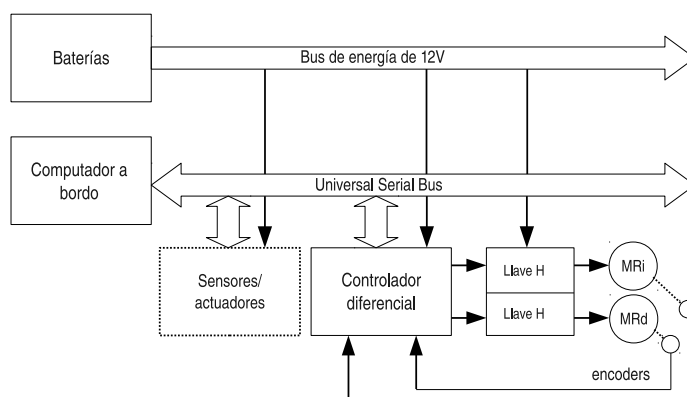 Baterías
Bus de energía de 12V
Computador a
bordo
Universal Serial Bus
Sensores/
actuadores
Controlador
diferencial
Llave H
Llave H
MRi
MRd
encoders